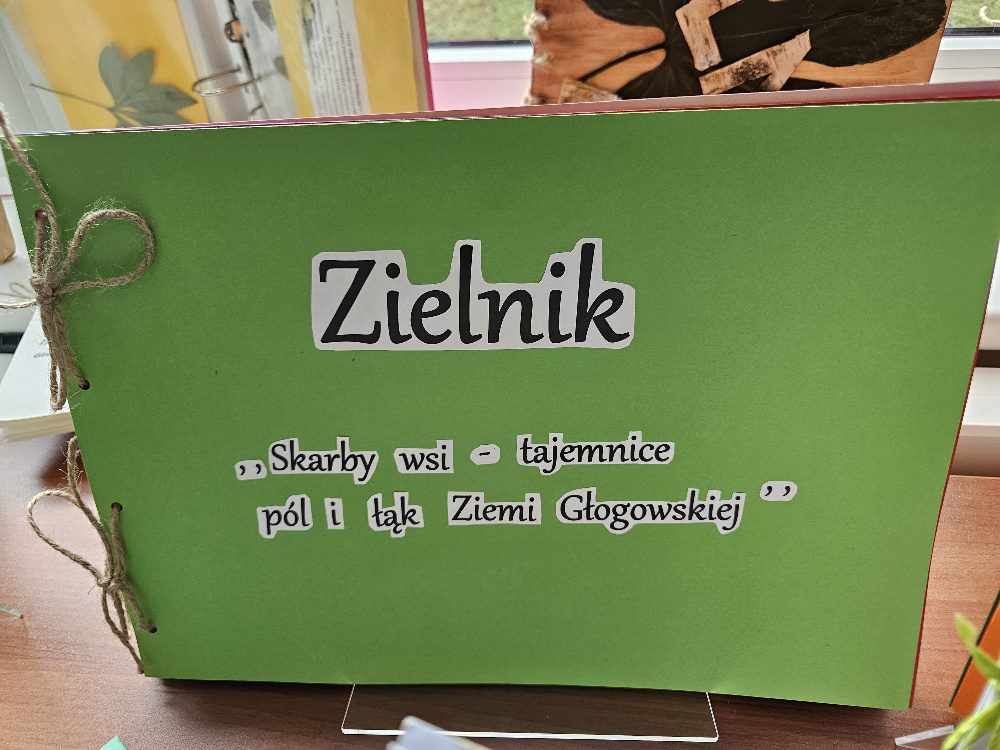 Zielnik
,,Skarby wsi - tajemnice
pól i łąk Ziemi Głogowskiej ’’